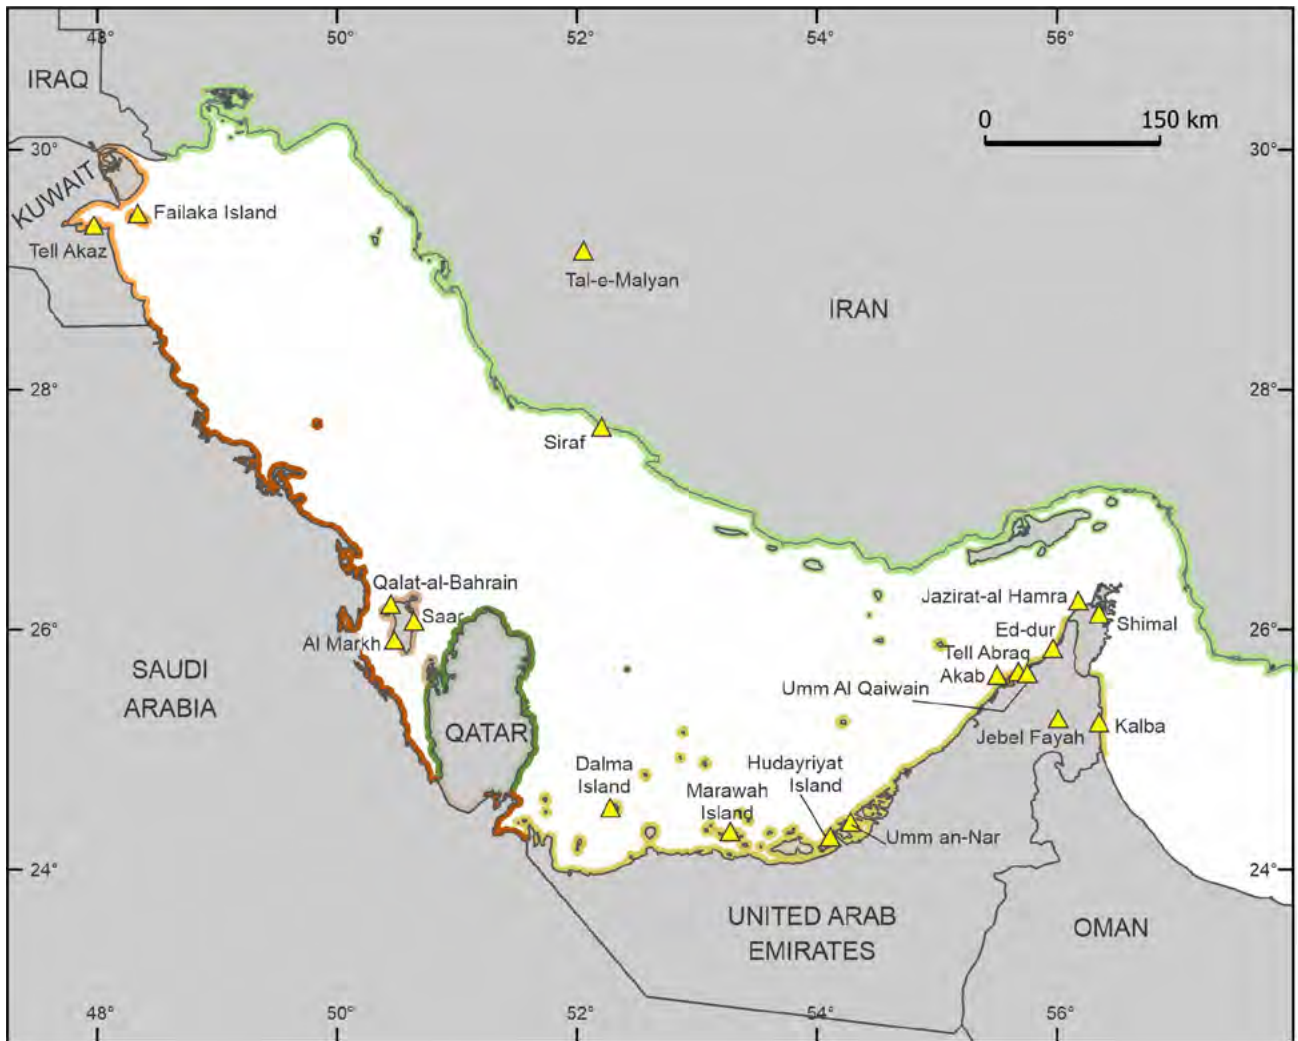 48°
50°
52°
54°
56°
IRAQ
0
150 km
30°
30°
KUWAIT
Failaka Island
Tell Akaz
Tal-e-Malyan
IRAN
28°
28°
Siraf
Qalat-al-Bahrain
Saar
Al Markh
Jazirat-al Hamra
Shimal
Ed-dur
26°
26°
Tell Abraq
Akab
Umm Al Qaiwain
SAUDI
ARABIA
QATAR
Jebel Fayah
Kalba
Dalma
Island
Hudayriyat
Island
Marawah
Island
Umm an-Nar
24°
24°
UNITED ARAB
EMIRATES
OMAN
48°
50°
52°
54°
56°